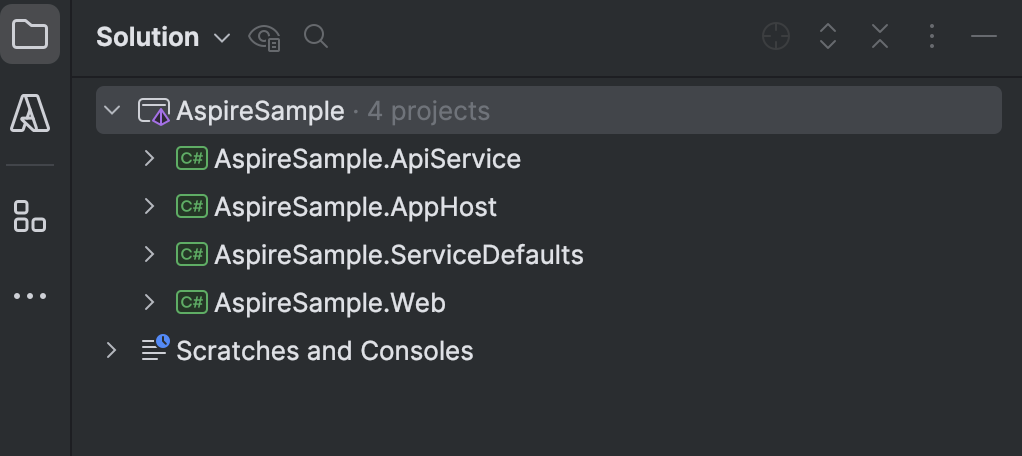 Solution
AspireSample · 4 projects
C# AspireSample.ApiService
C# AspireSample.AppHost
C# AspireSample.ServiceDefaults
C# AspireSample.Web
Scratches and Consoles